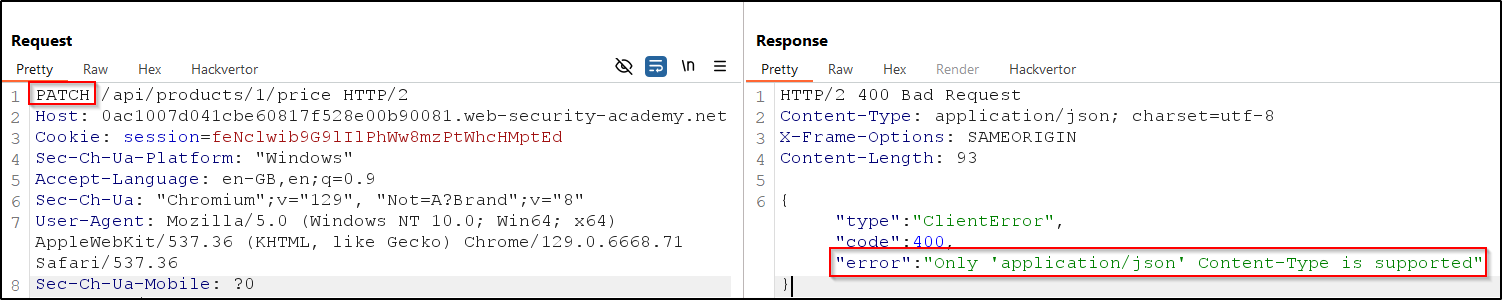 Request
Pretty Raw Hex Hackvertor \n
1 PATCH /api/products/1/price HTTP/2
2 Host: 0ac1007d041cbe60817f528e00b90081.web-security-academy.net
3 Cookie: session=feNclwib9G9lIlPhWw8mzPtWhcHMptEd
4 Sec-Ch-Ua-Platform: "Windows"
5 Accept-Language: en-GB,en;q=0.9
6 Sec-Ch-Ua: "Chromium";v="129", "Not=A?Brand";v="8"
7 User-Agent: Mozilla/5.0 (Windows NT 10.0; Win64; x64)
AppleWebKit/537.36 (KHTML, like Gecko) Chrome/129.0.6668.71
Safari/537.36
8 Sec-Ch-Ua-Mobile: ?0
Response
Pretty Raw Hex Render Hackvertor
1 HTTP/2 400 Bad Request
2 Content-Type: application/json; charset=utf-8
3 X-Frame-Options: SAMEORIGIN
4 Content-Length: 93
5
6 {
"type":"ClientError",
"code":400,
"error":"Only 'application/json' Content-Type is supported"
}